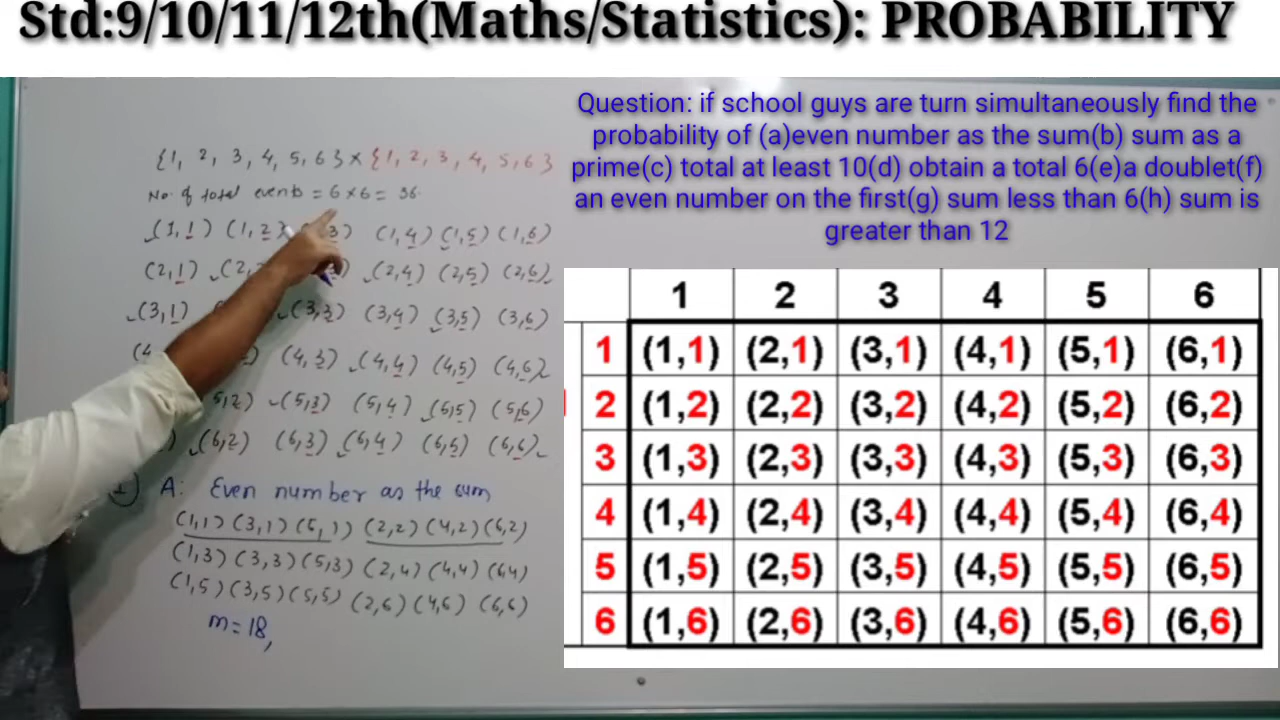 Std:9/10/11/12th(Maths/Statistics): PROBABILITY
Question: if school guys are turn simultaneously find the
probability of (a)even number as the sum(b) sum as a
prime(c) total at least 10(d) obtain a total 6(e)a doublet(f)
an even number on the first(g) sum less than 6(h) sum is
greater than 12
{1, 2, 3, 4, 5, 6} × {1, 2, 3, 4, 5, 6}
No. of total events = 6 × 6 = 36
(1,1) (1,2) 3) (1,4) (1,5) (1,6)
(2,1) (2, (2,4) (2,5) (2,6)
(3,1) (3,3) (3,4) (3,5) (3,6)
(4, (4,3) (4,4) (4,5) (4,6)
5,2) (5,3) (5,4) (5,5) (5,6)
(6,2) (6,3) (6,4) (6,5) (6,6)
A: Even number as the sum
(1,1) (3,1) (5,1) (2,2) (4,2) (6,2)
(1,3) (3,3) (5,3) (2,4) (4,4) (6,4)
(1,5) (3,5) (5,5) (2,6) (4,6) (6,6)
m = 18,
1 2 3 4 5 6
1 (1,1) (2,1) (3,1) (4,1) (5,1) (6,1)
2 (1,2) (2,2) (3,2) (4,2) (5,2) (6,2)
3 (1,3) (2,3) (3,3) (4,3) (5,3) (6,3)
4 (1,4) (2,4) (3,4) (4,4) (5,4) (6,4)
5 (1,5) (2,5) (3,5) (4,5) (5,5) (6,5)
6 (1,6) (2,6) (3,6) (4,6) (5,6) (6,6)